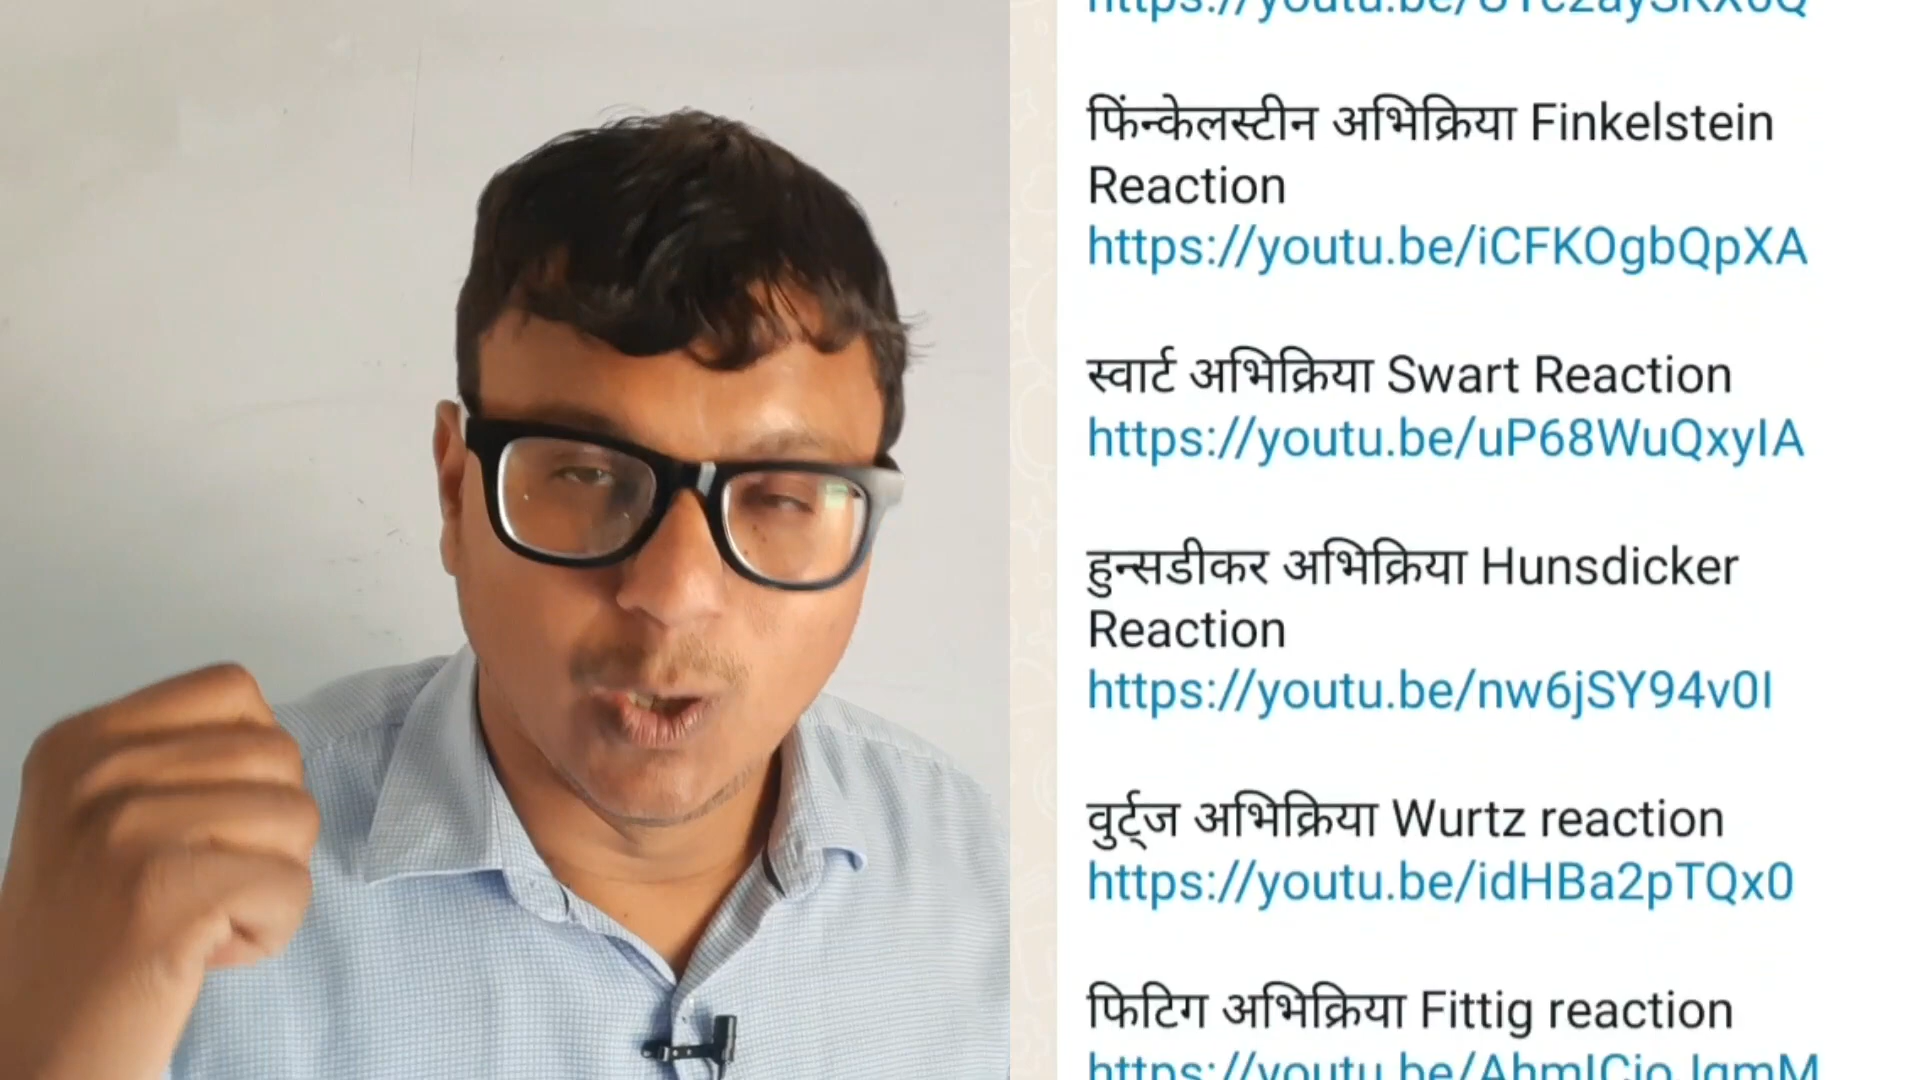 फिंन्केलस्टीन अभिक्रिया Finkelstein
Reaction
https://youtu.be/iCFKOgbQpXA
स्वार्ट अभिक्रिया Swart Reaction
https://youtu.be/uP68WuQxyIA
हुन्सडीकर अभिक्रिया Hunsdicker
Reaction
https://youtu.be/nw6jSY94v0I
वुर्ट्ज अभिक्रिया Wurtz reaction
https://youtu.be/idHBa2pTQx0
फिटिग अभिक्रिया Fittig reaction